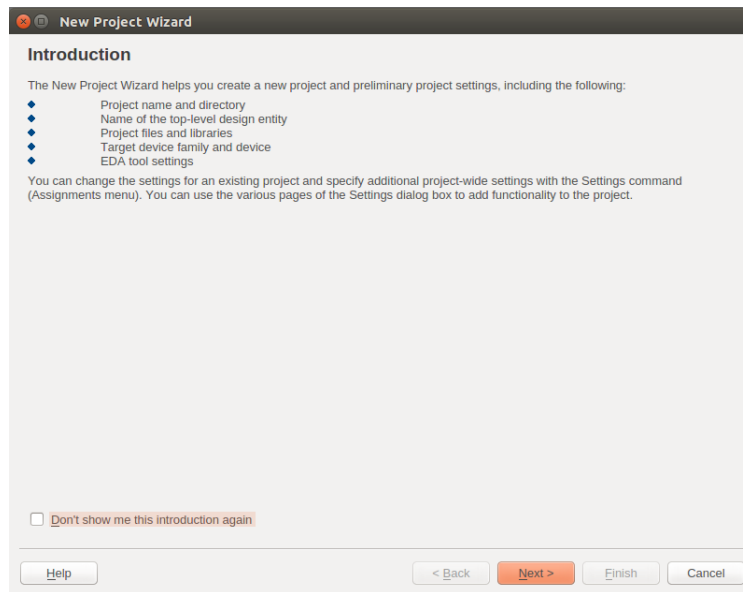 New Project Wizard
Introduction
The New Project Wizard helps you create a new project and preliminary project settings, including the following:
Project name and directory
Name of the top-level design entity
Project files and libraries
Target device family and device
EDA tool settings
You can change the settings for an existing project and specify additional project-wide settings with the Settings command
(Assignments menu). You can use the various pages of the Settings dialog box to add functionality to the project.
Don't show me this introduction again
Help
< Back
Next >
Finish
Cancel